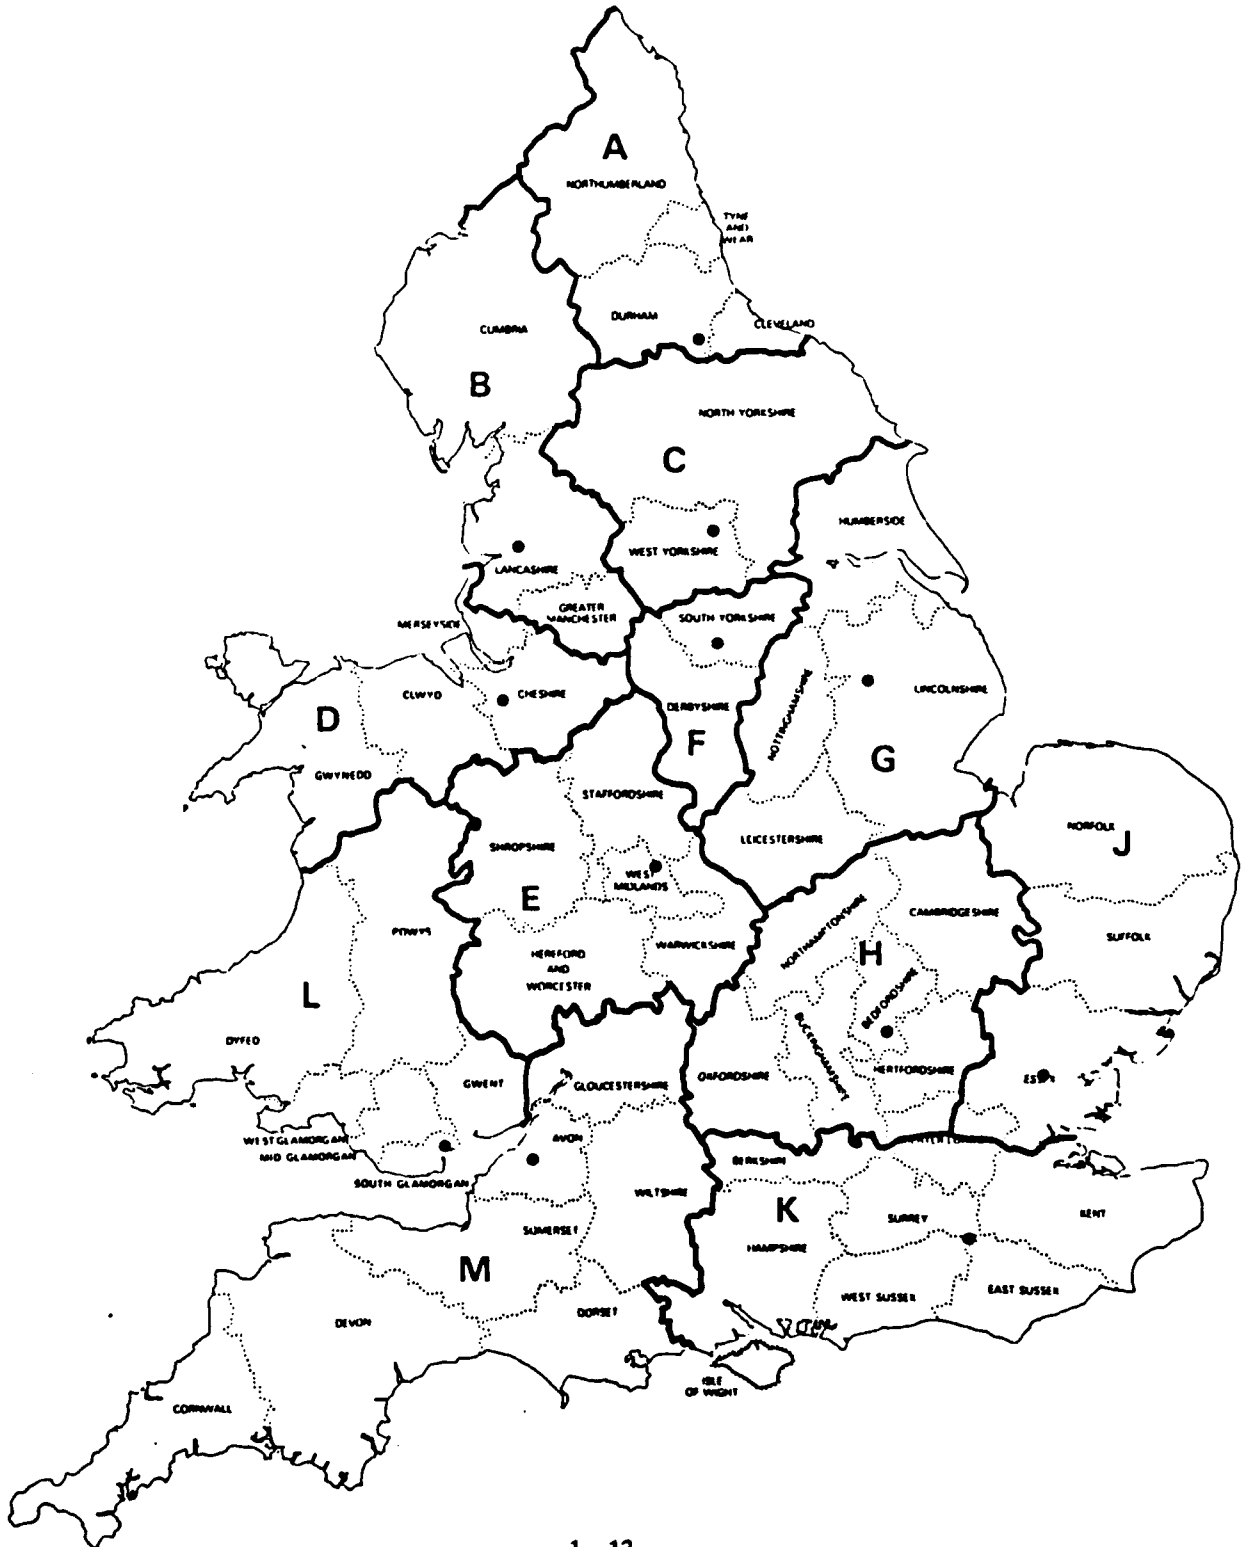 A
NORTHUMBERLAND
TYNE
AND
WEAR
DURHAM
CLEVELAND
CUMBRIA
B
NORTH YORKSHIRE
C
HUMBERSIDE
WEST YORKSHIRE
LANCASHIRE
GREATER
MANCHESTER
SOUTH YORKSHIRE
MERSEYSIDE
CLWYD
CHESHIRE
LINCOLNSHIRE
NOTTINGHAMSHIRE
DERBYSHIRE
D
F
G
GWYNEDD
STAFFORDSHIRE
NORFOLK
J
SHROPSHIRE
LEICESTERSHIRE
WEST
MIDLANDS
E
CAMBRIDGESHIRE
NORTHAMPTONSHIRE
POWYS
SUFFOLK
WARWICKSHIRE
HEREFORD
AND
WORCESTER
H
L
BEDFORDSHIRE
DYFED
BUCKINGHAMSHIRE
HERTFORDSHIRE
OXFORDSHIRE
ESSEX
GWENT
GLOUCESTERSHIRE
WEST GLAMORGAN
MID GLAMORGAN
AVON
SOUTH GLAMORGAN
BERKSHIRE
WILTSHIRE
K
SURREY
KENT
SOMERSET
HAMPSHIRE
M
WEST SUSSEX
EAST SUSSEX
DORSET
DEVON
ISLE
OF WIGHT
CORNWALL